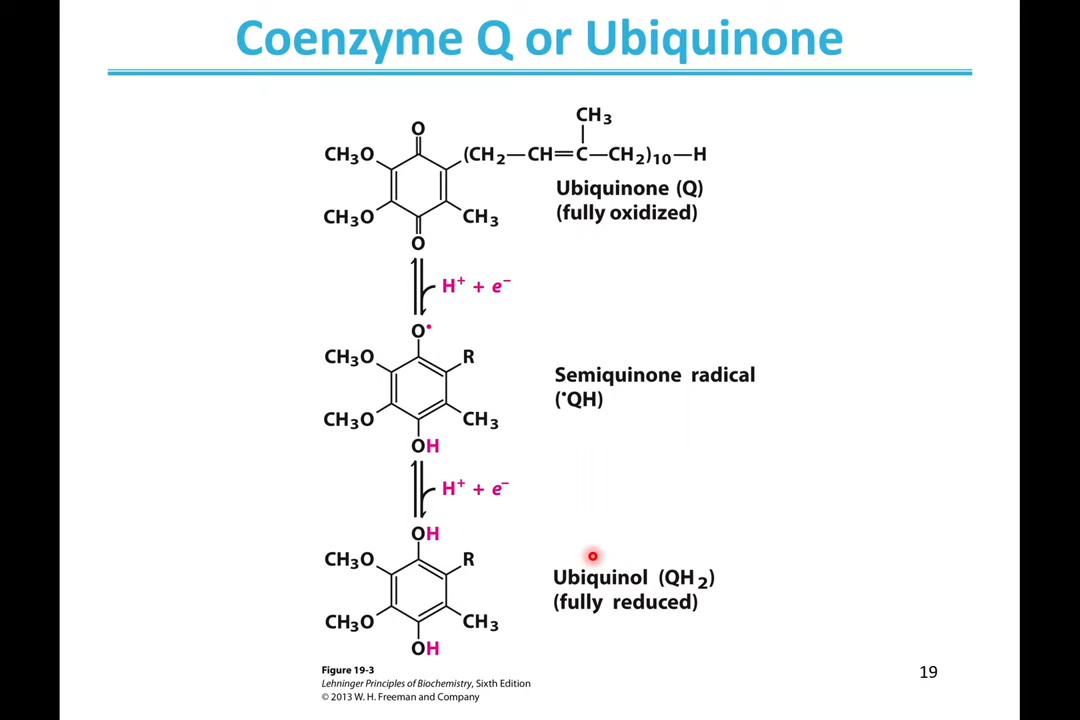 Coenzyme Q or Ubiquinone
CH3
O
CH3O (CH2—CH=C—CH2)10—H
Ubiquinone (Q)
CH3O CH3 (fully oxidized)
O
H+ + e−
O•
CH3O R
Semiquinone radical
(•QH)
CH3O CH3
OH
H+ + e−
OH
CH3O R
Ubiquinol (QH2)
(fully reduced)
CH3O CH3
OH
Figure 19-3
Lehninger Principles of Biochemistry, Sixth Edition
© 2013 W. H. Freeman and Company
19